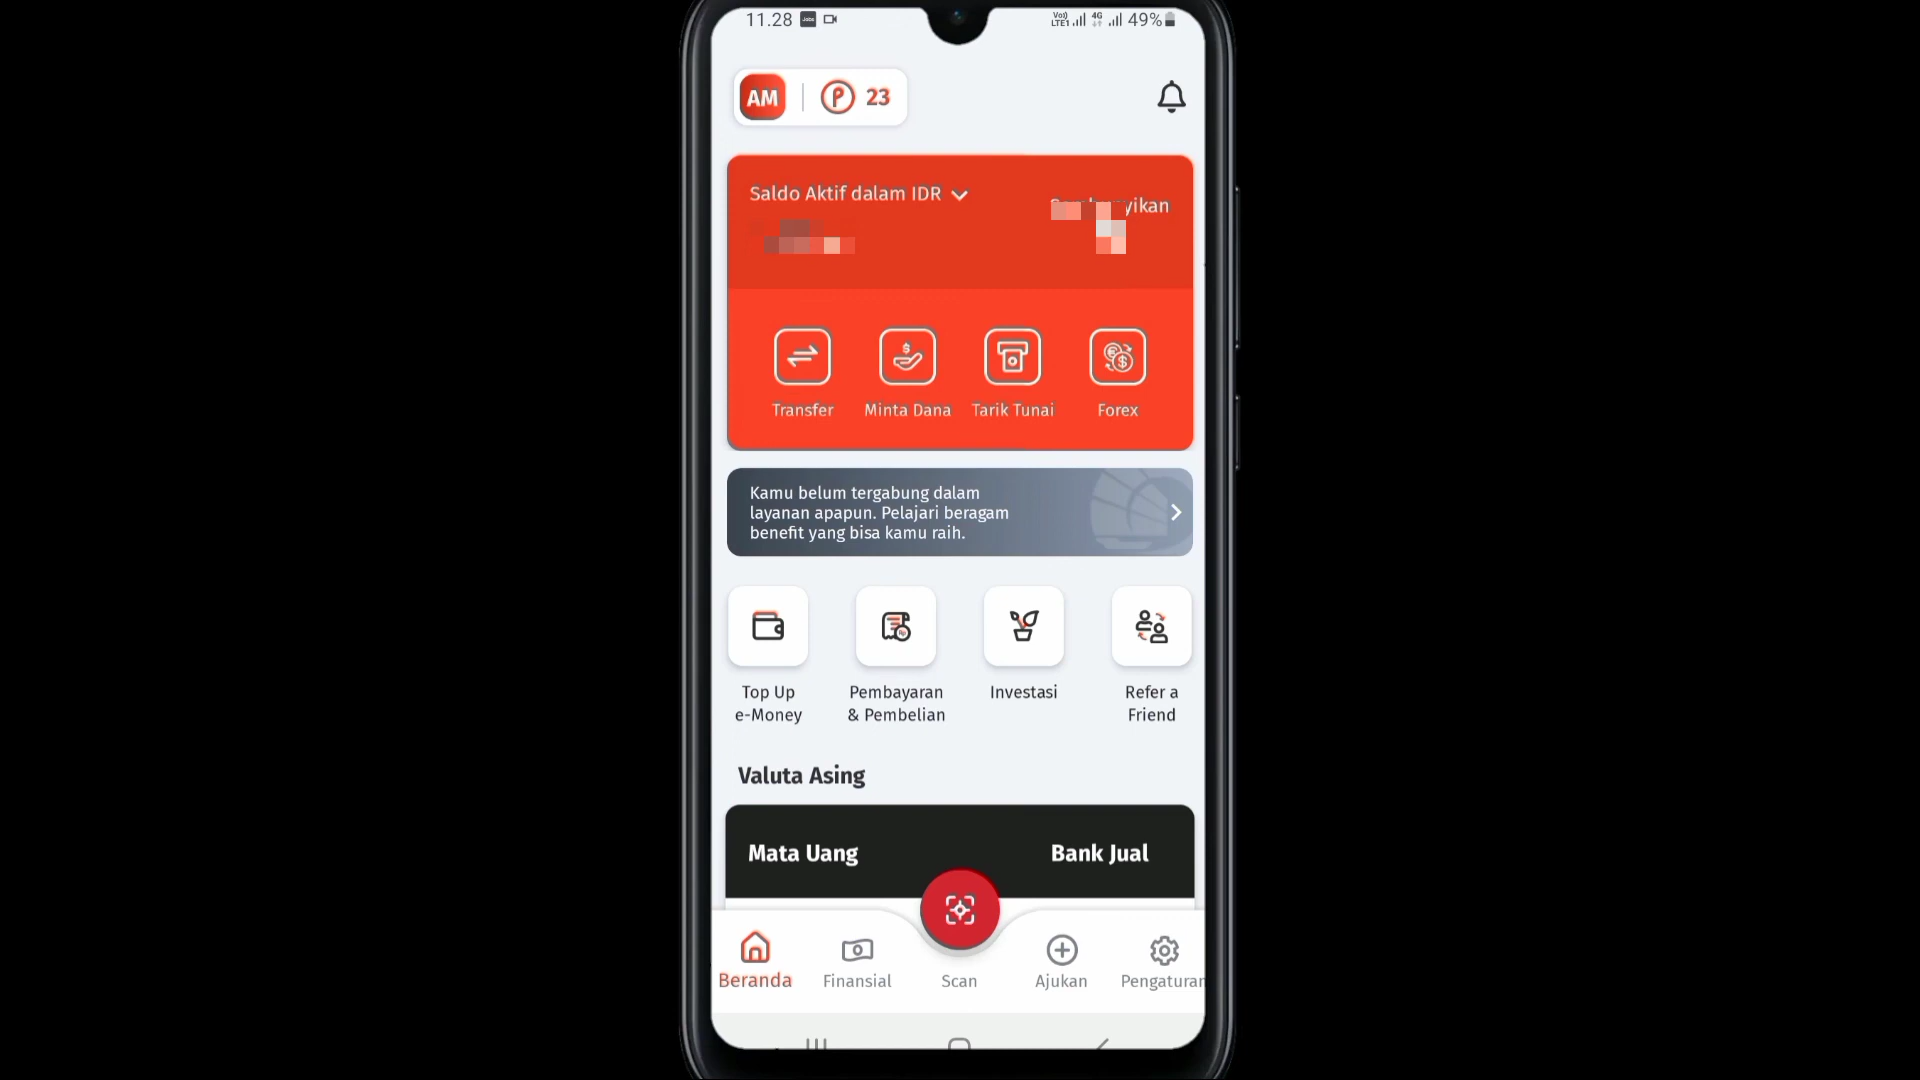 11.28 VoLTE1 4G 49%
AM P 23
Saldo Aktif dalam IDR
Transfer Minta Dana Tarik Tunai Forex
Kamu belum tergabung dalam
layanan apapun. Pelajari beragam
benefit yang bisa kamu raih.
Top Up Pembayaran Investasi Refer a
e-Money & Pembelian Friend
Valuta Asing
Mata Uang Bank Jual
Beranda Finansial Scan Ajukan Pengaturan